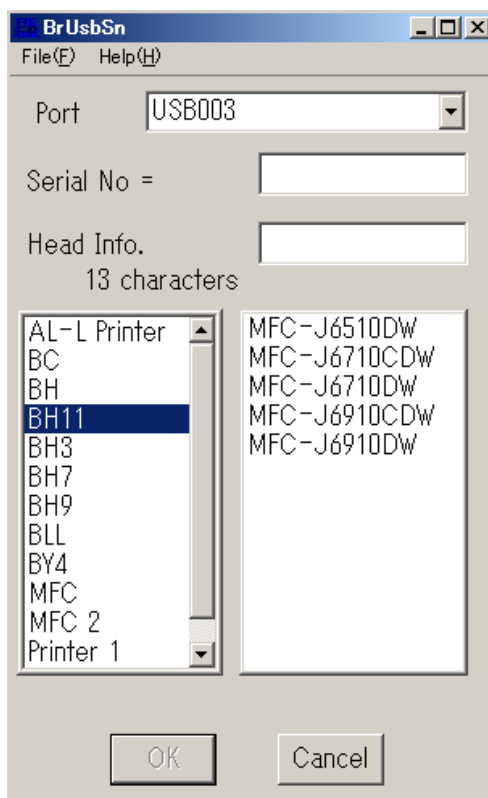 BrUsbSn
File(F) Help(H)
Port USB003
Serial No =
Head Info.
13 characters
AL-L Printer
BC
BH
BH11
BH3
BH7
BH9
BLL
BY4
MFC
MFC 2
Printer 1
MFC-J6510DW
MFC-J6710CDW
MFC-J6710DW
MFC-J6910CDW
MFC-J6910DW
OK Cancel